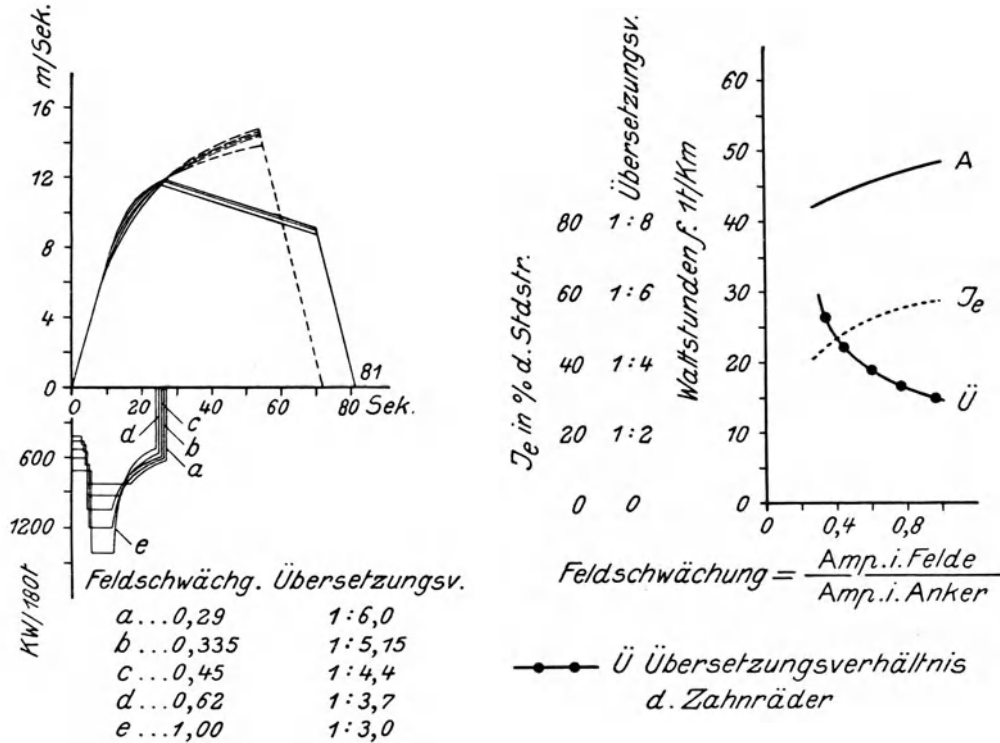 m/Sek.
16
12
8
4
0
0 20 40 60 80 Sek.
81
d c b a
e
600
1200
KW/180t
Feldschwächg. Übersetzungsv.
a...0,29 1:6,0
b...0,335 1:5,15
c...0,45 1:4,4
d...0,62 1:3,7
e...1,00 1:3,0
Je in % d. Stdstr.
80
60
40
20
0
Übersetzungsv.
1:8
1:6
1:4
1:2
0
Wattstunden f. 1t/Km
60
50
40
30
20
10
0
0 0,4 0,8
A
Je
Ü
Feldschwächung = Amp.i.Felde
Amp.i.Anker
Ü Übersetzungsverhältnis
d. Zahnräder